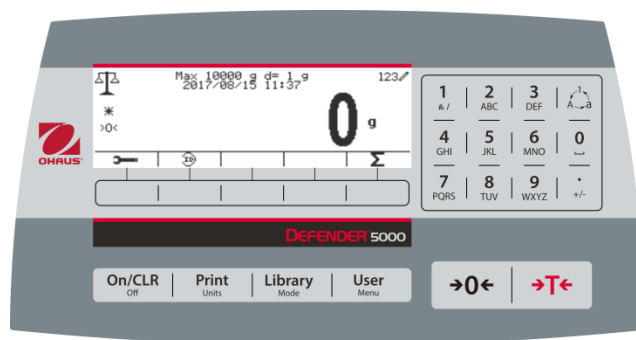 Max 10000 g d= 1 g
2017/08/15 11:37
123
>0<
0 g
ID
Σ
OHAUS
DEFENDER 5000
1 2 3 A 1 a
&. / ABC DEF
4 5 6 0
GHI JKL MNO
7 8 9 .
PQRS TUV WXYZ +/-
On/CLR Print Library User
Off Units Mode Menu
→0← →T←